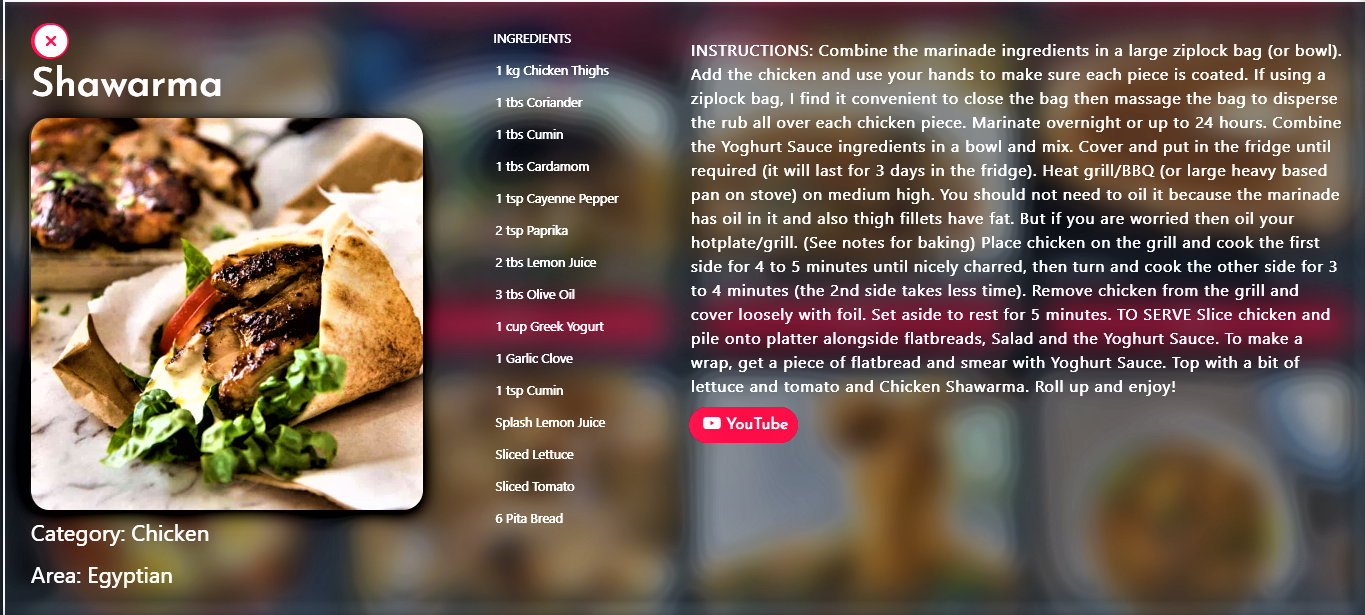 Shawarma
Category: Chicken
Area: Egyptian
INGREDIENTS
1 kg Chicken Thighs
1 tbs Coriander
1 tbs Cumin
1 tbs Cardamom
1 tsp Cayenne Pepper
2 tsp Paprika
2 tbs Lemon Juice
3 tbs Olive Oil
1 cup Greek Yogurt
1 Garlic Clove
1 tsp Cumin
Splash Lemon Juice
Sliced Lettuce
Sliced Tomato
6 Pita Bread
INSTRUCTIONS: Combine the marinade ingredients in a large ziplock bag (or bowl).
Add the chicken and use your hands to make sure each piece is coated. If using a
ziplock bag, I find it convenient to close the bag then massage the bag to disperse
the rub all over each chicken piece. Marinate overnight or up to 24 hours. Combine
the Yoghurt Sauce ingredients in a bowl and mix. Cover and put in the fridge until
required (it will last for 3 days in the fridge). Heat grill/BBQ (or large heavy based
pan on stove) on medium high. You should not need to oil it because the marinade
has oil in it and also thigh fillets have fat. But if you are worried then oil your
hotplate/grill. (See notes for baking) Place chicken on the grill and cook the first
side for 4 to 5 minutes until nicely charred, then turn and cook the other side for 3
to 4 minutes (the 2nd side takes less time). Remove chicken from the grill and
cover loosely with foil. Set aside to rest for 5 minutes. TO SERVE Slice chicken and
pile onto platter alongside flatbreads, Salad and the Yoghurt Sauce. To make a
wrap, get a piece of flatbread and smear with Yoghurt Sauce. Top with a bit of
lettuce and tomato and Chicken Shawarma. Roll up and enjoy!
YouTube